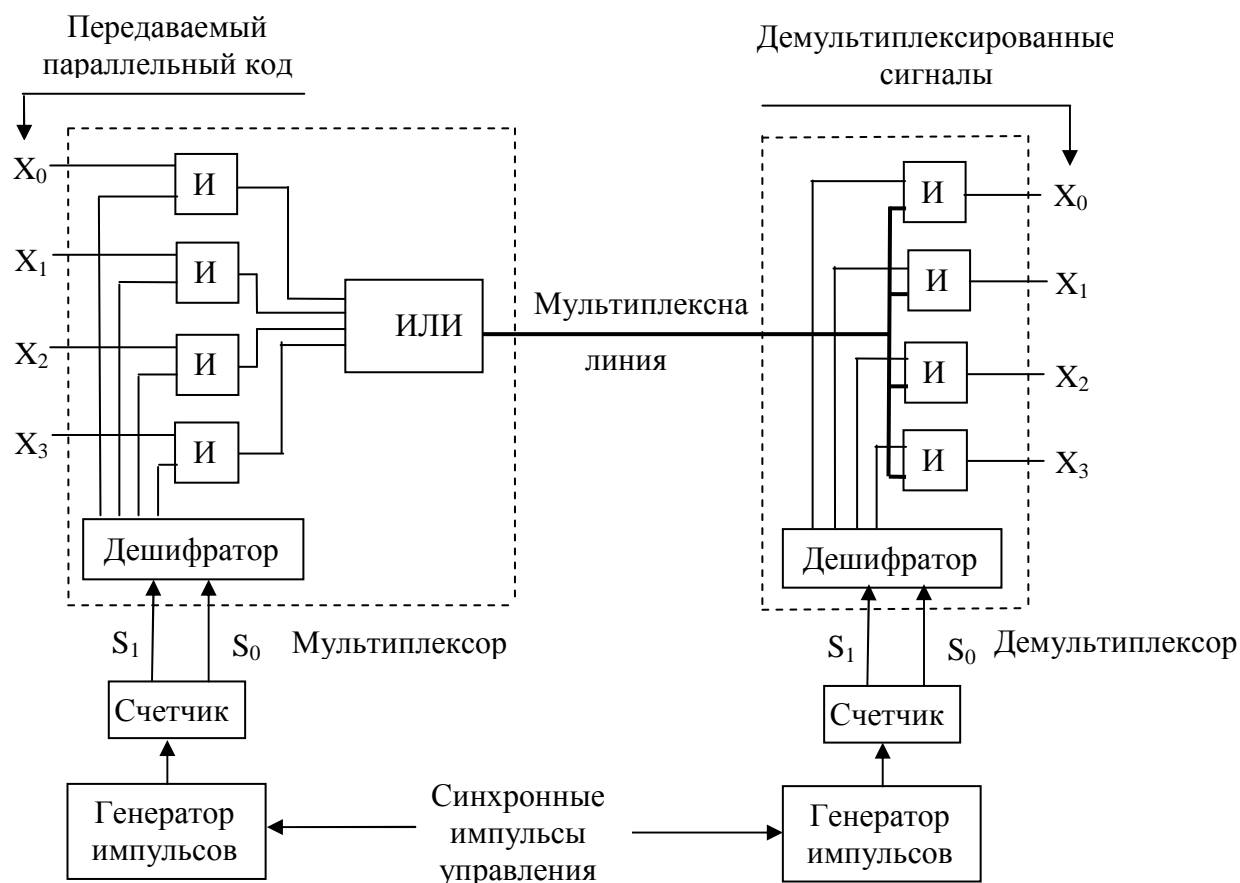 Передаваемый
параллельный код
Демультиплексированные
сигналы
X₀
И
И
X₀
X₁
И
И
X₁
ИЛИ
Мультиплексна
линия
X₂
И
И
X₂
X₃
И
И
X₃
Дешифратор
Дешифратор
S₁
S₀
Мультиплексор
S₁
S₀
Демультиплексор
Счетчик
Счетчик
Генератор
импульсов
Синхронные
импульсы
управления
Генератор
импульсов